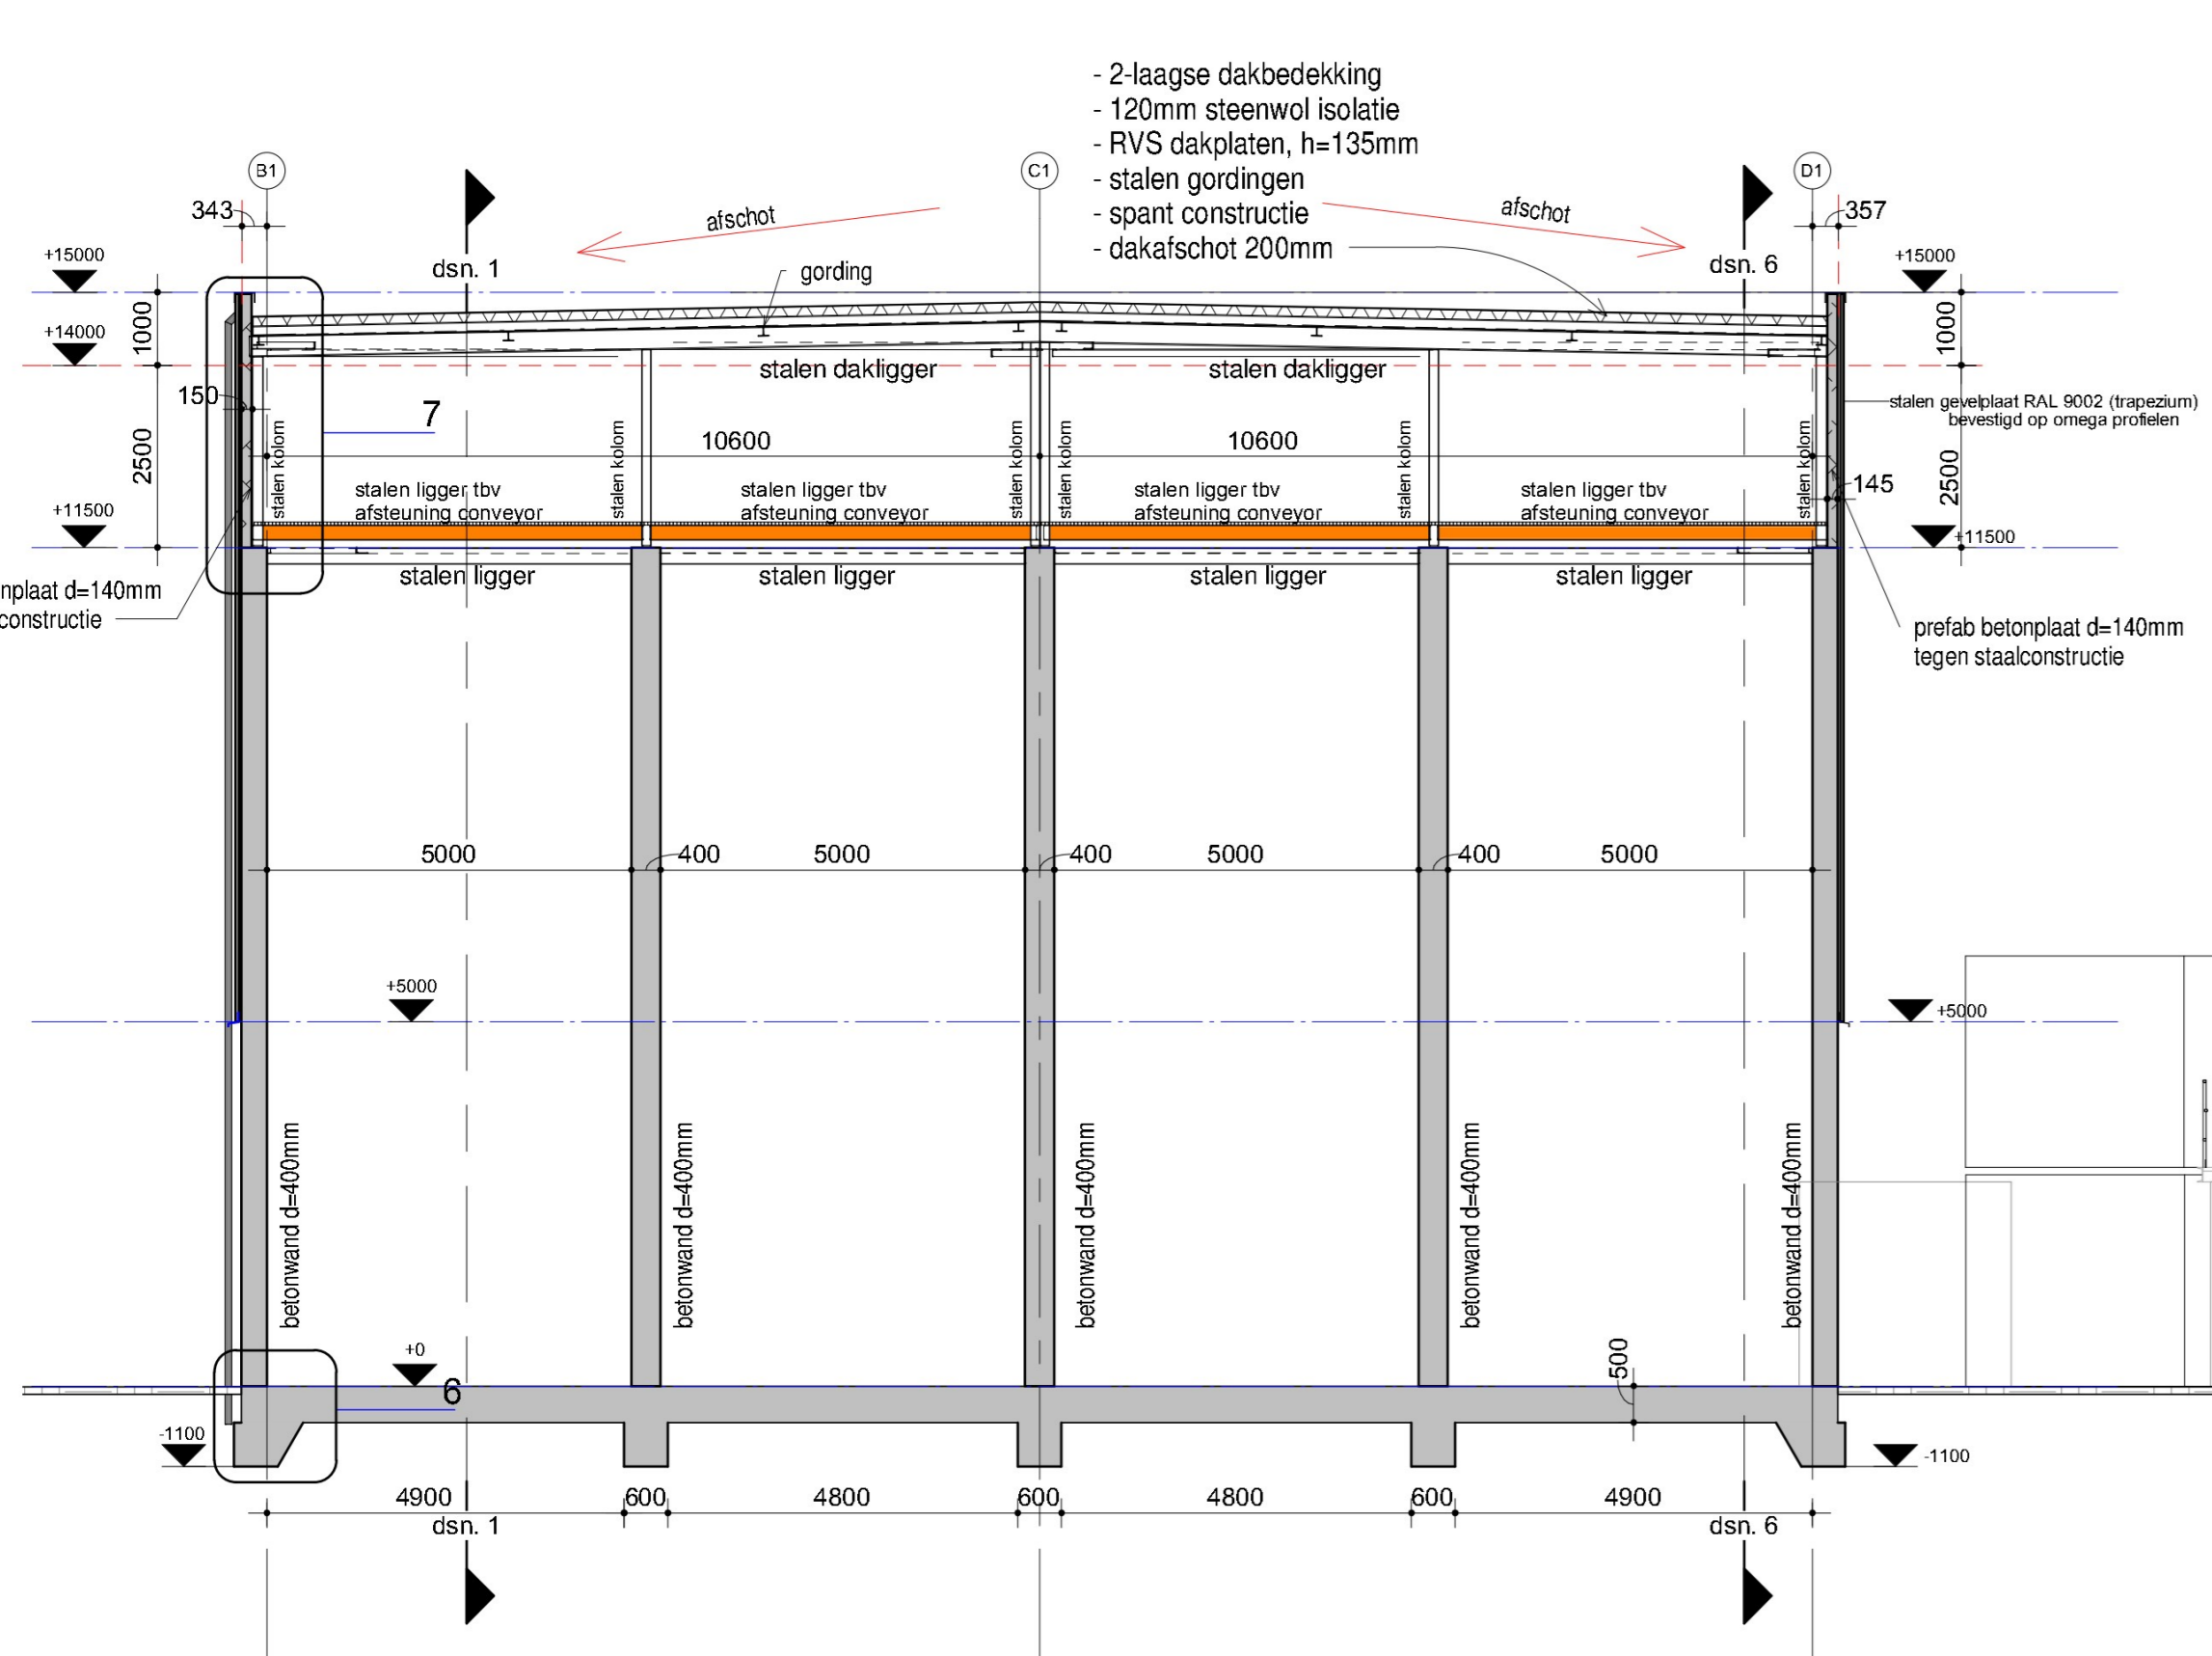 - 2-laagse dakbedekking
- 120mm steenwol isolatie
- RVS dakplaten, h=135mm
- stalen gordingen
- spant constructie
- dakafschot 200mm
B1
C1
D1
343
afschot
afschot
357
+15000
dsn. 1
gording
dsn. 6
+15000
1000
+14000
1000
stalen dakligger
stalen dakligger
150
7
stalen gevelplaat RAL 9002 (trapezium)
bevestigd op omega profielen
2500
10600
10600
2500
stalen kolom
stalen kolom
stalen kolom
stalen kolom
stalen kolom
stalen kolom
145
stalen ligger tbv
afsteuning conveyor
stalen ligger tbv
afsteuning conveyor
stalen ligger tbv
afsteuning conveyor
stalen ligger tbv
afsteuning conveyor
+11500
+11500
stalen ligger
stalen ligger
stalen ligger
stalen ligger
nplaat d=140mm
constructie
prefab betonplaat d=140mm
tegen staalconstructie
5000
400
5000
400
5000
400
5000
+5000
+5000
betonwand d=400mm
betonwand d=400mm
betonwand d=400mm
betonwand d=400mm
betonwand d=400mm
+0
500
6
-1100
-1100
4900
600
4800
600
4800
600
4900
dsn. 1
dsn. 6